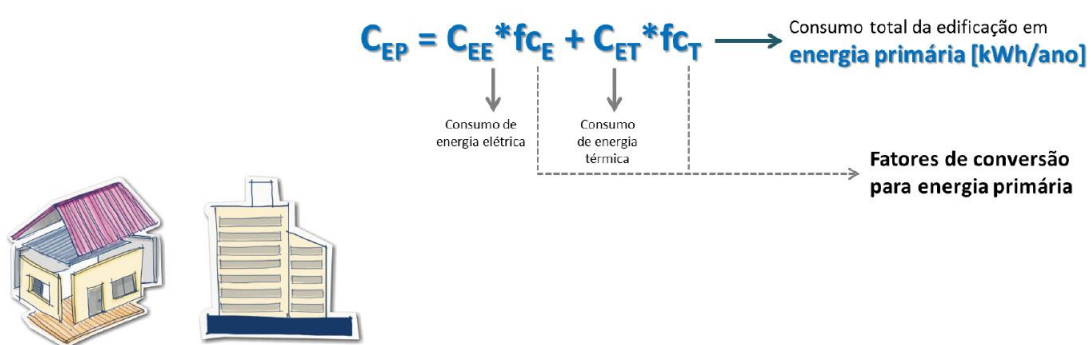 C_EP = C_EE*fc_E + C_ET*fc_T
Consumo total da edificação em
energia primária [kWh/ano]
Consumo de
energia elétrica
Consumo
de energia
térmica
Fatores de conversão
para energia primária